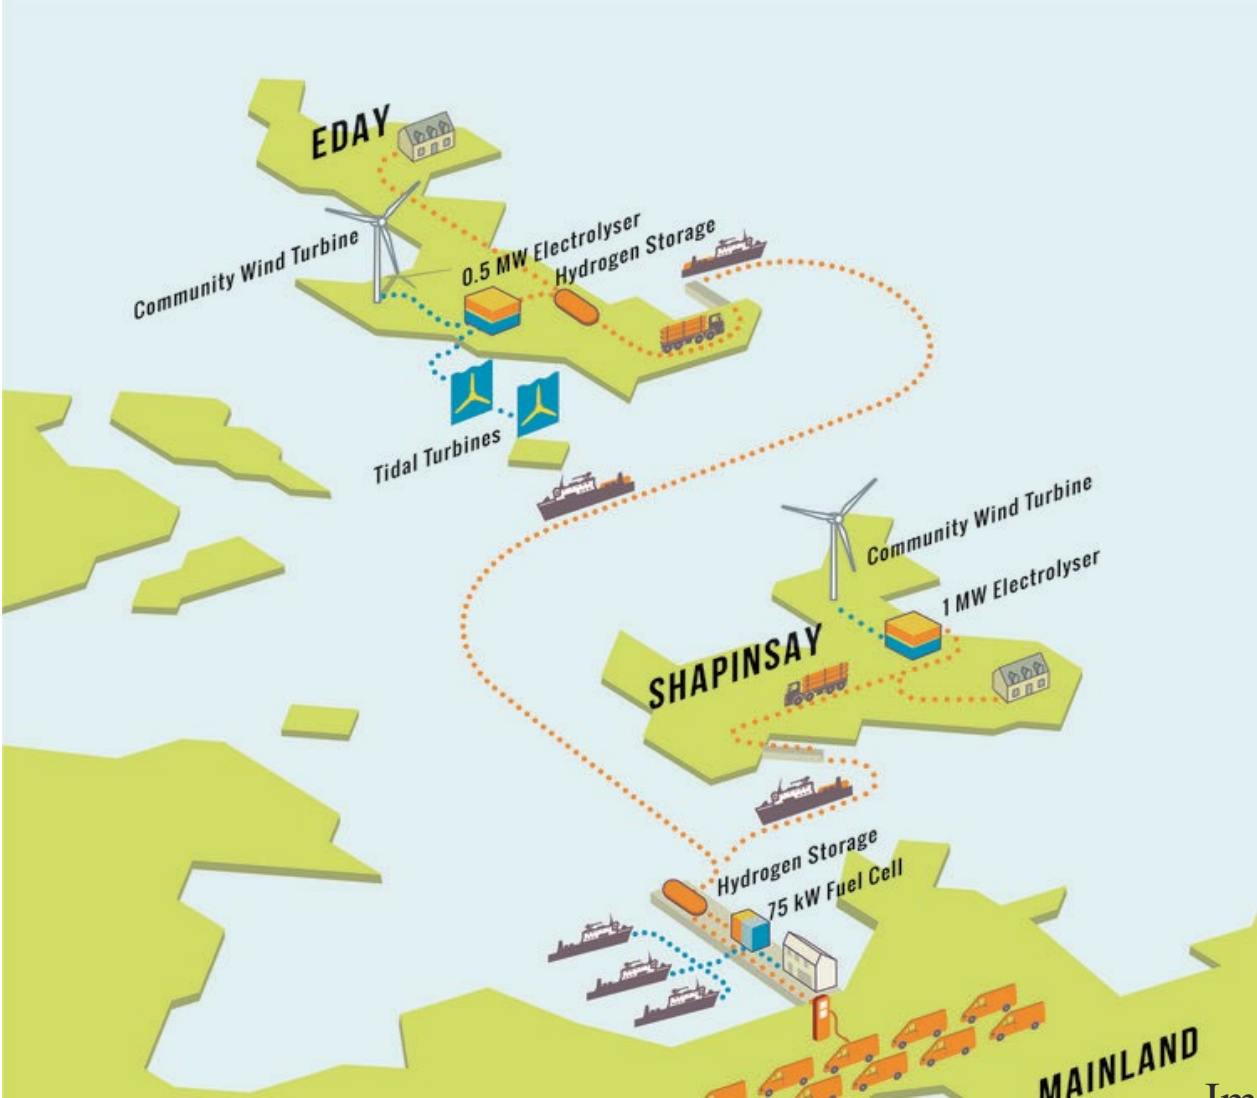 EDAY
Community Wind Turbine
0.5 MW Electrolyser
Hydrogen Storage
Tidal Turbines
Community Wind Turbine
1 MW Electrolyser
SHAPINSAY
Hydrogen Storage
75 kW Fuel Cell
MAINLAND